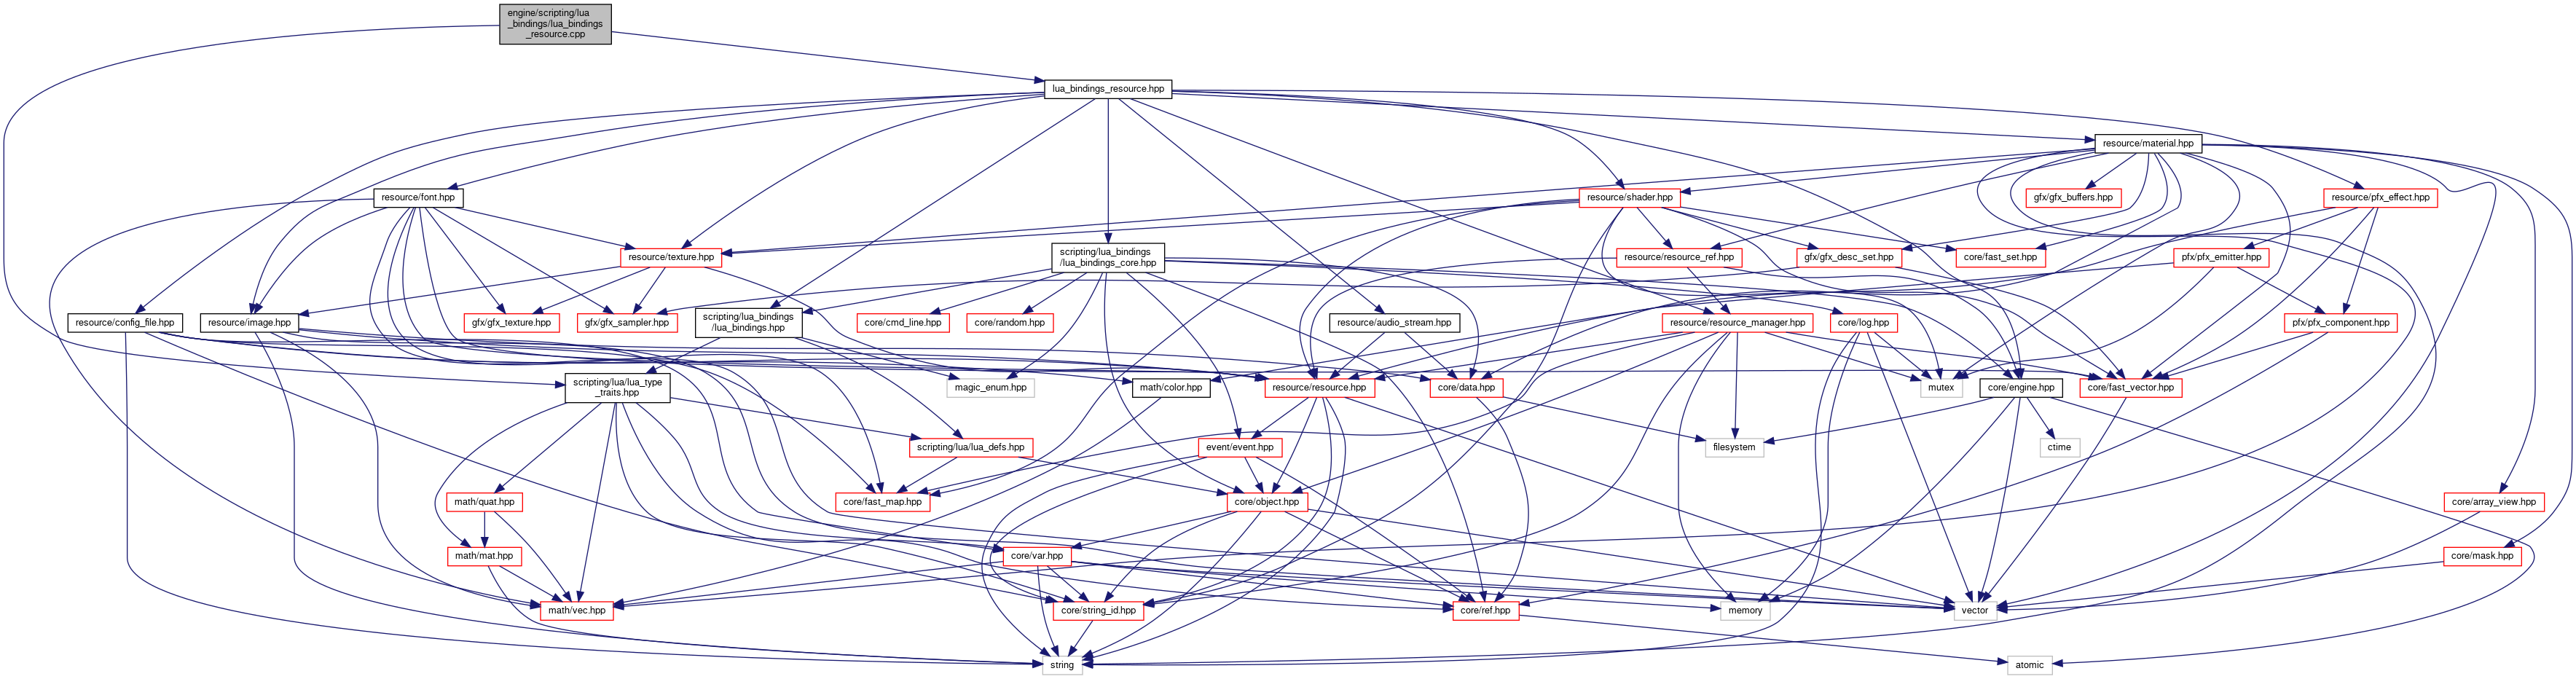 engine/scripting/lua
_bindings/lua_bindings
_resource.cpp
lua_bindings_resource.hpp
resource/material.hpp
resource/font.hpp
resource/shader.hpp
gfx/gfx_buffers.hpp
resource/pfx_effect.hpp
resource/texture.hpp
scripting/lua_bindings
/lua_bindings_core.hpp
resource/resource_ref.hpp
gfx/gfx_desc_set.hpp
core/fast_set.hpp
pfx/pfx_emitter.hpp
resource/config_file.hpp
resource/image.hpp
gfx/gfx_texture.hpp
gfx/gfx_sampler.hpp
scripting/lua_bindings
/lua_bindings.hpp
core/cmd_line.hpp
core/random.hpp
resource/audio_stream.hpp
resource/resource_manager.hpp
core/log.hpp
pfx/pfx_component.hpp
scripting/lua/lua_type
_traits.hpp
magic_enum.hpp
math/color.hpp
resource/resource.hpp
core/data.hpp
mutex
core/engine.hpp
core/fast_vector.hpp
scripting/lua/lua_defs.hpp
event/event.hpp
filesystem
ctime
math/quat.hpp
core/fast_map.hpp
core/object.hpp
core/array_view.hpp
math/mat.hpp
core/var.hpp
core/mask.hpp
math/vec.hpp
core/string_id.hpp
core/ref.hpp
memory
vector
string
atomic